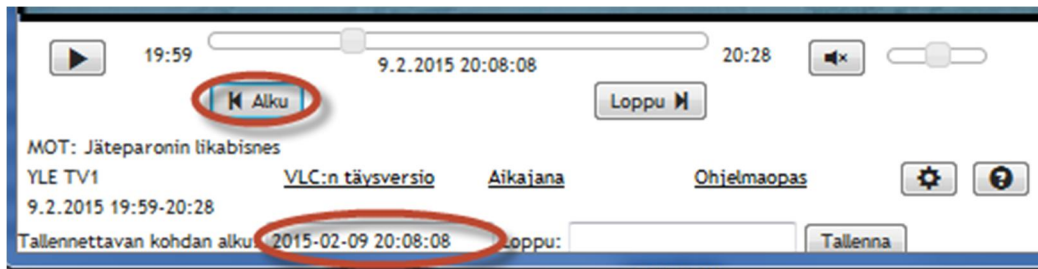 19:59 20:28
9.2.2015 20:08:08
Alku Loppu
MOT: Jäteparonin likabisnes
YLE TV1 VLC:n täysversio Aikajana Ohjelmaopas
9.2.2015 19:59-20:28
Tallennettavan kohdan alku: 2015-02-09 20:08:08 Loppu: Tallenna